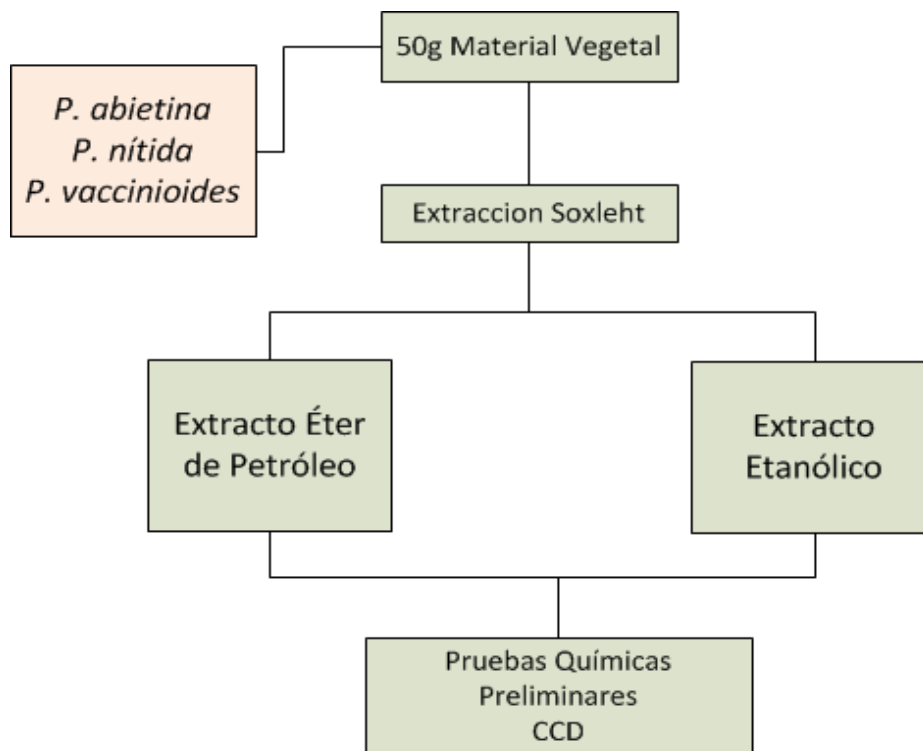 50g Material Vegetal
P. abietina
P. nítida
P. vaccinioides
Extraccion Soxleht
Extracto Éter
de Petróleo
Extracto
Etanólico
Pruebas Químicas
Preliminares
CCD